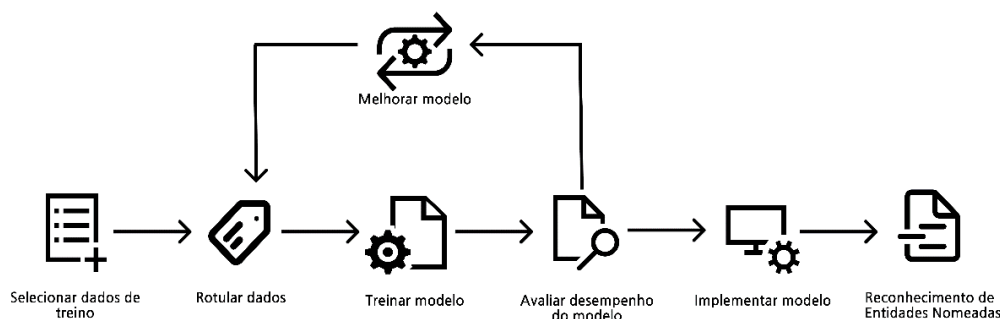 Melhorar modelo
Selecionar dados de
treino
Rotular dados
Treinar modelo
Avaliar desempenho
do modelo
Implementar modelo
Reconhecimento de
Entidades Nomeadas